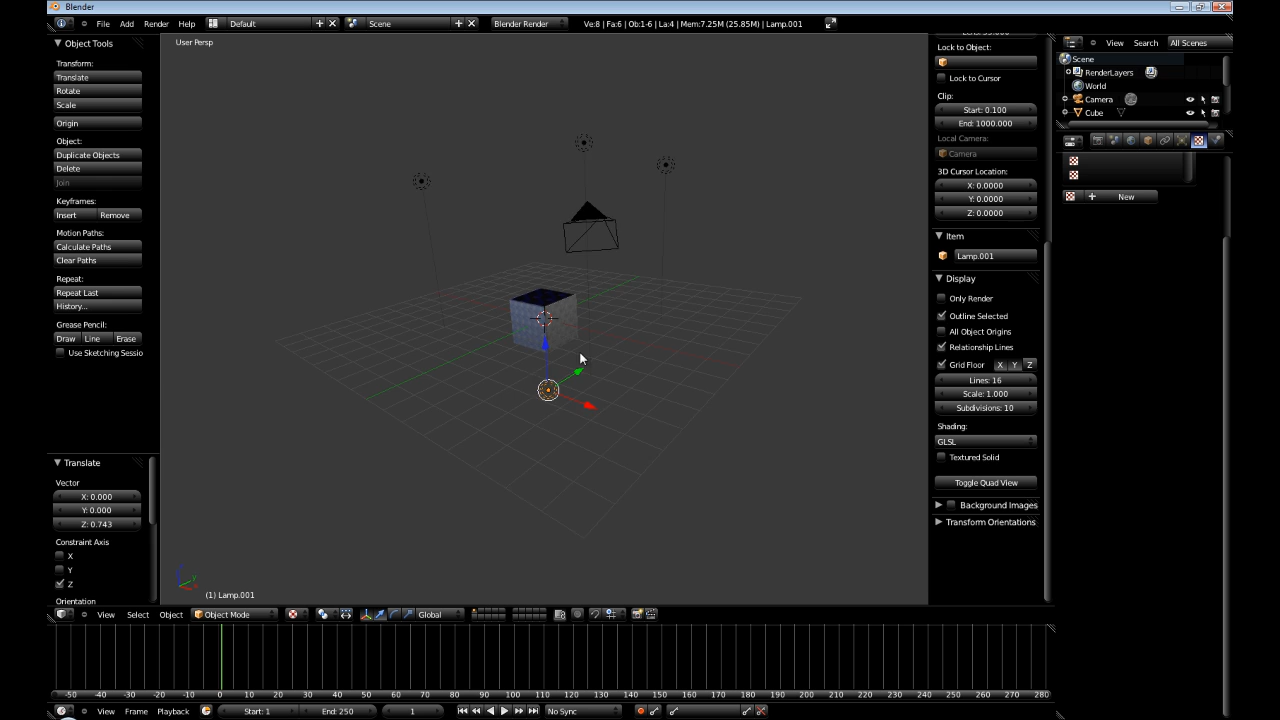 Blender
File Add Render Help Default Scene Blender Render Ve:8 | Fa:6 | Ob:1-6 | La:4 | Mem:7.25M (25.85M) | Lamp.001
Object Tools
Transform:
Translate
Rotate
Scale
Origin
Object:
Duplicate Objects
Delete
Join
Keyframes:
Insert Remove
Motion Paths:
Calculate Paths
Clear Paths
Repeat:
Repeat Last
History...
Grease Pencil:
Draw Line Erase
Use Sketching Sessio
Translate
Vector
X: 0.000
Y: 0.000
Z: 0.743
Constraint Axis
X
Y
Z
Orientation
User Persp
(1) Lamp.001
Lock to Object:
Lock to Cursor
Clip:
Start: 0.100
End: 1000.000
Local Camera:
Camera
3D Cursor Location:
X: 0.0000
Y: 0.0000
Z: 0.0000
Item
Lamp.001
Display
Only Render
Outline Selected
All Object Origins
Relationship Lines
Grid Floor X Y Z
Lines: 16
Scale: 1.000
Subdivisions: 10
Shading:
GLSL
Textured Solid
Toggle Quad View
Background Images
Transform Orientations
View Search All Scenes
Scene
RenderLayers
World
Camera
Cube
New
View Select Object Object Mode Global
-50 -40 -30 -20 -10 0 10 20 30 40 50 60 70 80 90 100 110 120 130 140 150 160 170 180 190 200 210 220 230 240 250 260 270 280
View Frame Playback Start: 1 End: 250 1 No Sync